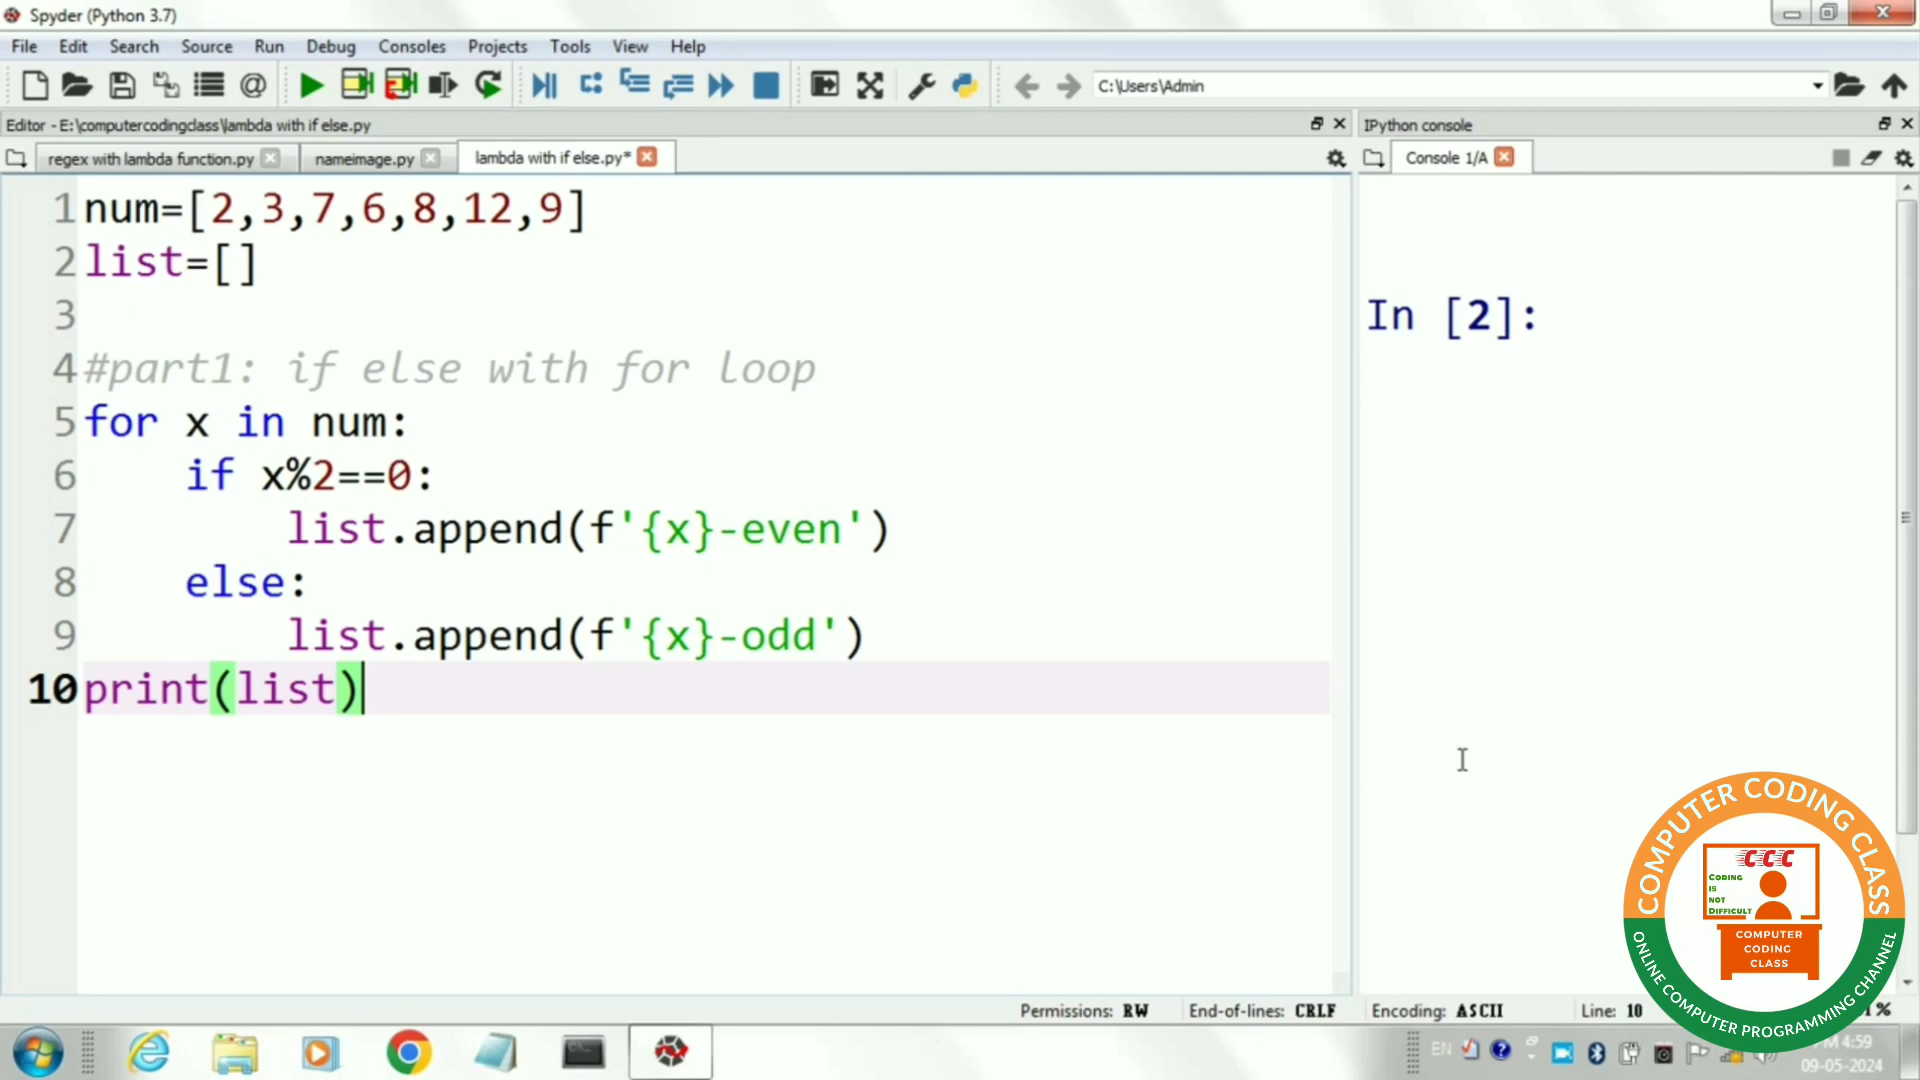 Spyder (Python 3.7)
File Edit Search Source Run Debug Consoles Projects Tools View Help
C:\Users\Admin
Editor - E:\computercodingclass\lambda with if else.py
IPython console
regex with lambda function.py
nameimage.py
lambda with if else.py*
Console 1/A
1 num=[2,3,7,6,8,12,9]
2 list=[]
3
4 #part1: if else with for loop
5 for x in num:
6     if x%2==0:
7         list.append(f'{x}-even')
8     else:
9         list.append(f'{x}-odd')
10 print(list)
In [2]:
COMPUTER CODING CLASS
CCC
CODING
IS
NOT
DIFFICULT
COMPUTER
CODING
CLASS
ONLINE COMPUTER PROGRAMMING CHANNEL
Permissions: RW End-of-lines: CRLF Encoding: ASCII Line: 10
EN
PM 4:59
09-05-2024